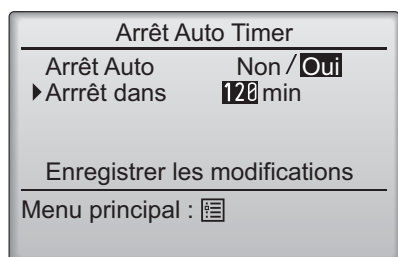 Arrêt Auto Timer
Arrêt Auto Non / Oui
Arrrêt dans 120 min
Enregistrer les modifications
Menu principal :